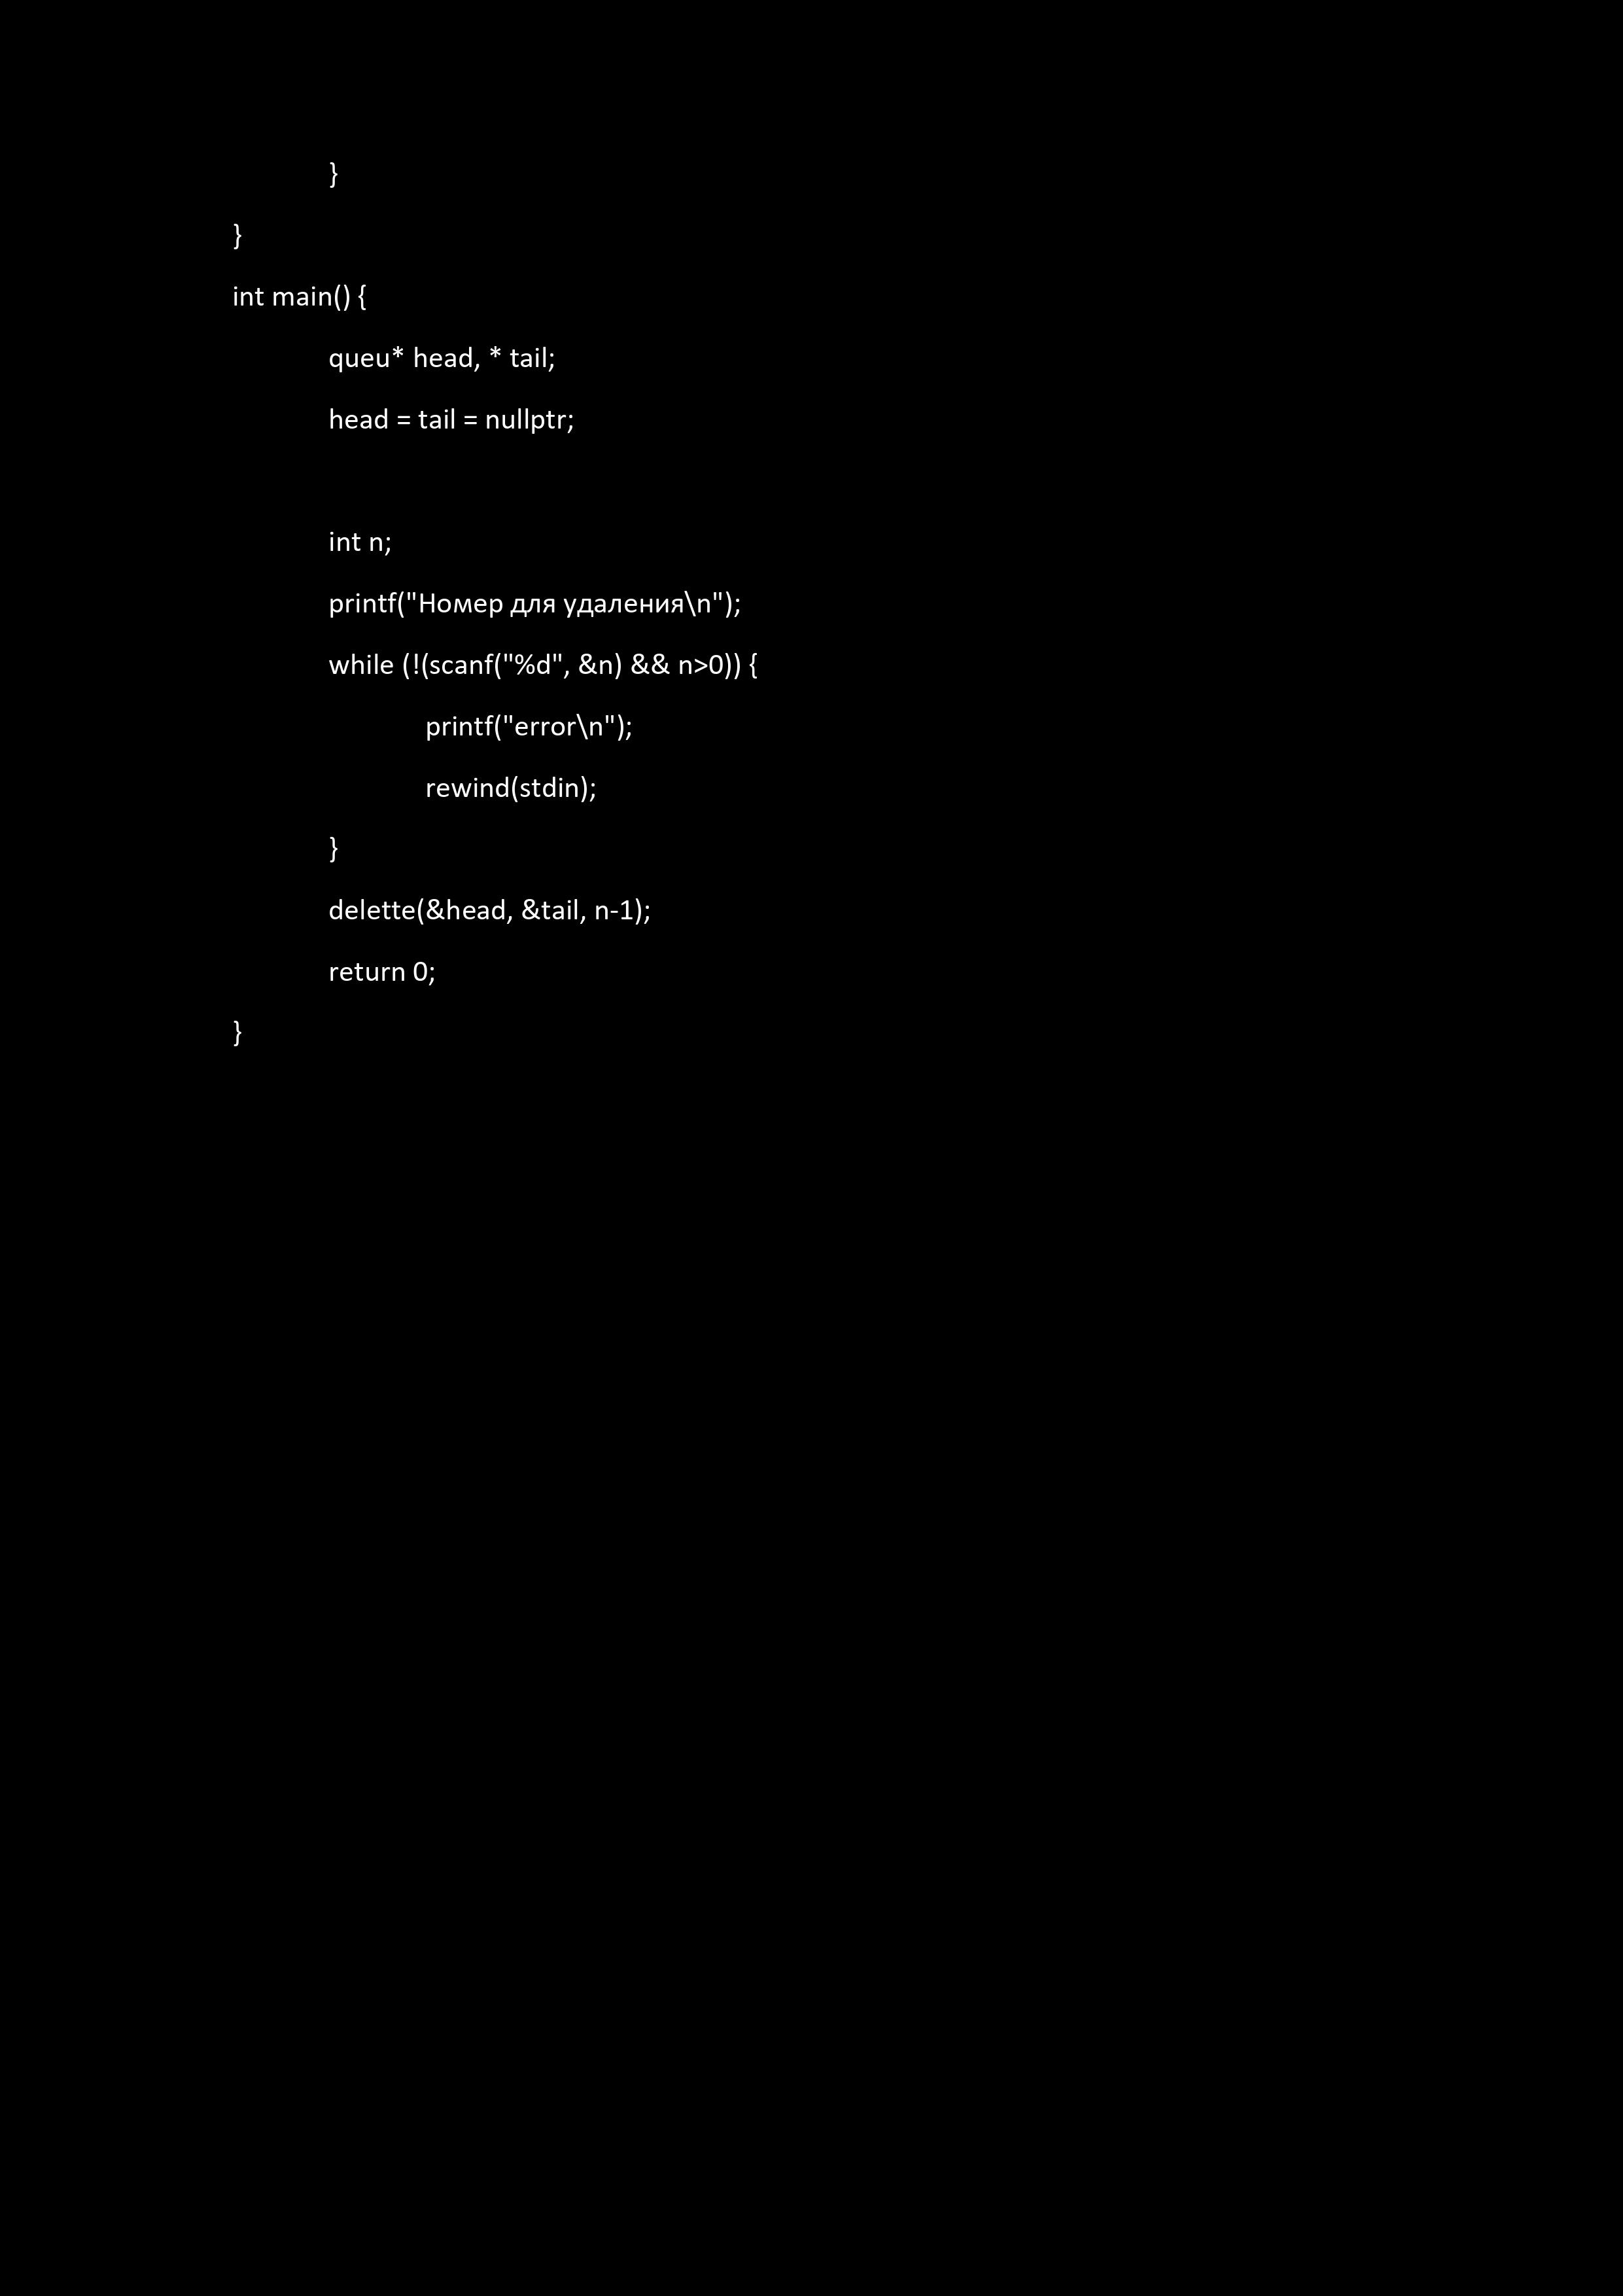 }
}
int main() {
queu* head, * tail;
head = tail = nullptr;
int n;
printf("Номер для удаления\n");
while (!(scanf("%d", &n) && n>0)) {
printf("error\n");
rewind(stdin);
}
delette(&head, &tail, n-1);
return 0;
}